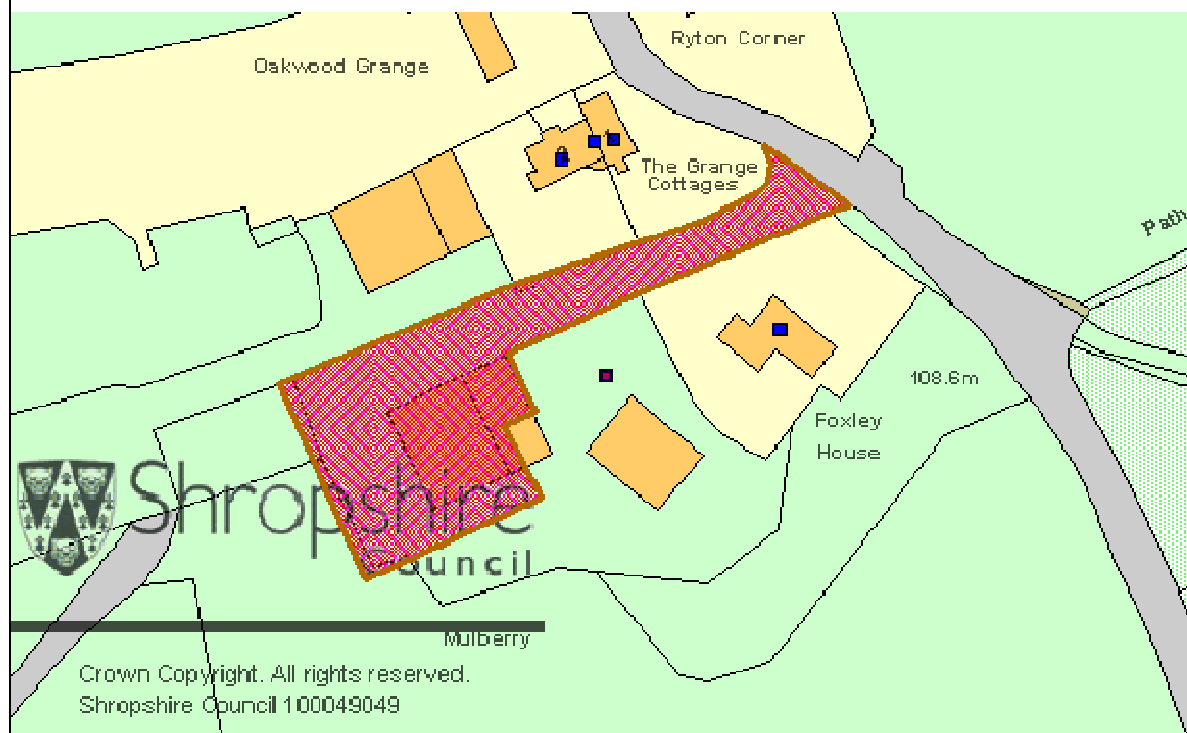 Ryton Corner
Oakwood Grange
The Grange
Cottages
Path
108.6m
Foxley
House
Shropshire
Council
Mulberry
Crown Copyright. All rights reserved.
Shropshire Council 100049049